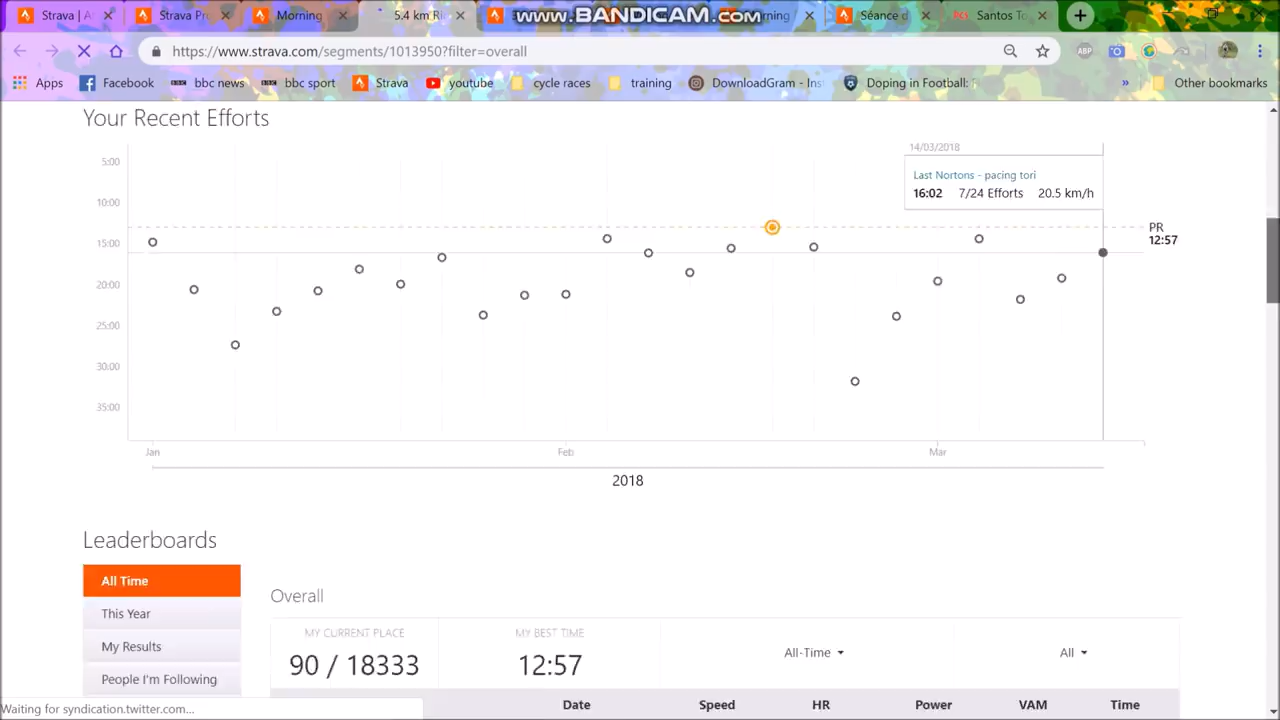 Strava | A
Strava Pr
Morning
5.4 km Ri
www.BANDICAM.com
Morning
Séance d
Santos To
https://www.strava.com/segments/1013950?filter=overall
ABP
Apps
Facebook
bbc news
bbc sport
Strava
youtube
cycle races
training
DownloadGram - Ins
Doping in Football:
»
Other bookmarks
Your Recent Efforts
14/03/2018
Last Nortons - pacing tori
16:02 7/24 Efforts 20.5 km/h
PR
12:57
5:00
10:00
15:00
20:00
25:00
30:00
35:00
Jan Feb Mar
2018
Leaderboards
All Time
This Year
My Results
People I'm Following
Overall
MY CURRENT PLACE MY BEST TIME
90 / 18333 12:57 All-Time All
Date Speed HR Power VAM Time
Waiting for syndication.twitter.com...